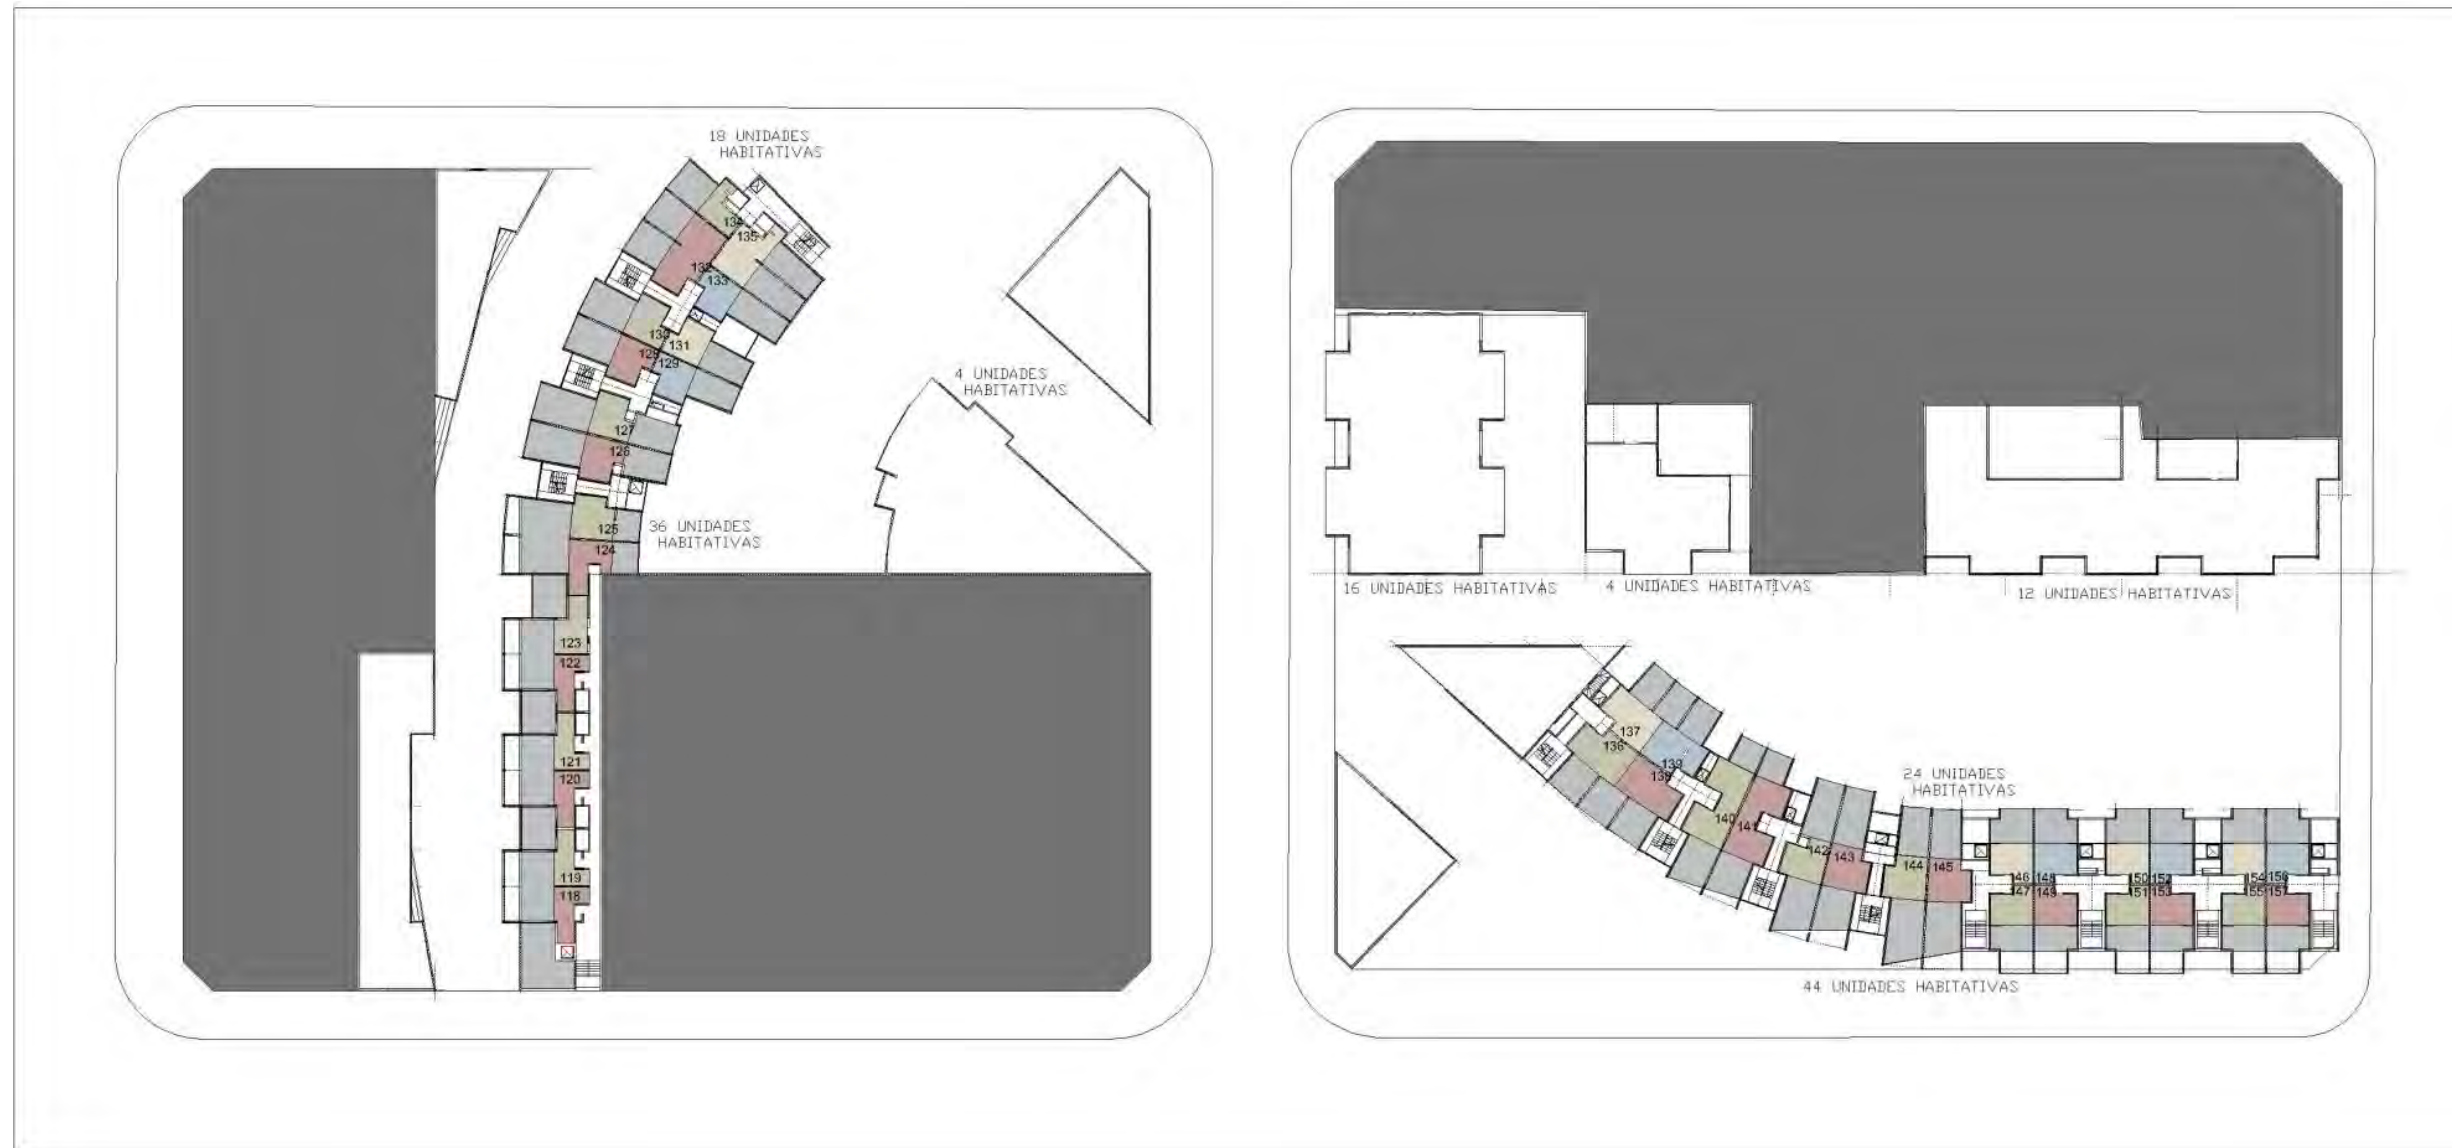 18 UNIDADES
HABITATIVAS
134
135
132
133
130
131
128
129
4 UNIDADES
HABITATIVAS
127
126
125
124
36 UNIDADES
HABITATIVAS
123
122
121
120
119
118
16 UNIDADES HABITATIVAS
4 UNIDADES HABITATIVAS
12 UNIDADES HABITATIVAS
137
136
139
138
140
141
142
143
24 UNIDADES
HABITATIVAS
144
145
146 148
147 149
150 152
151 153
154 156
155 157
44 UNIDADES HABITATIVAS